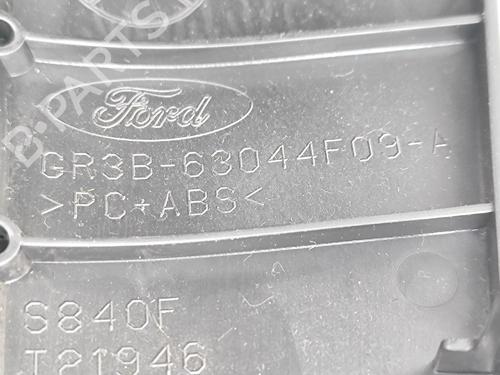 B-PARTS
Ford
GR3B-63044F09-A
>PC+ABS<
S840F
T21946